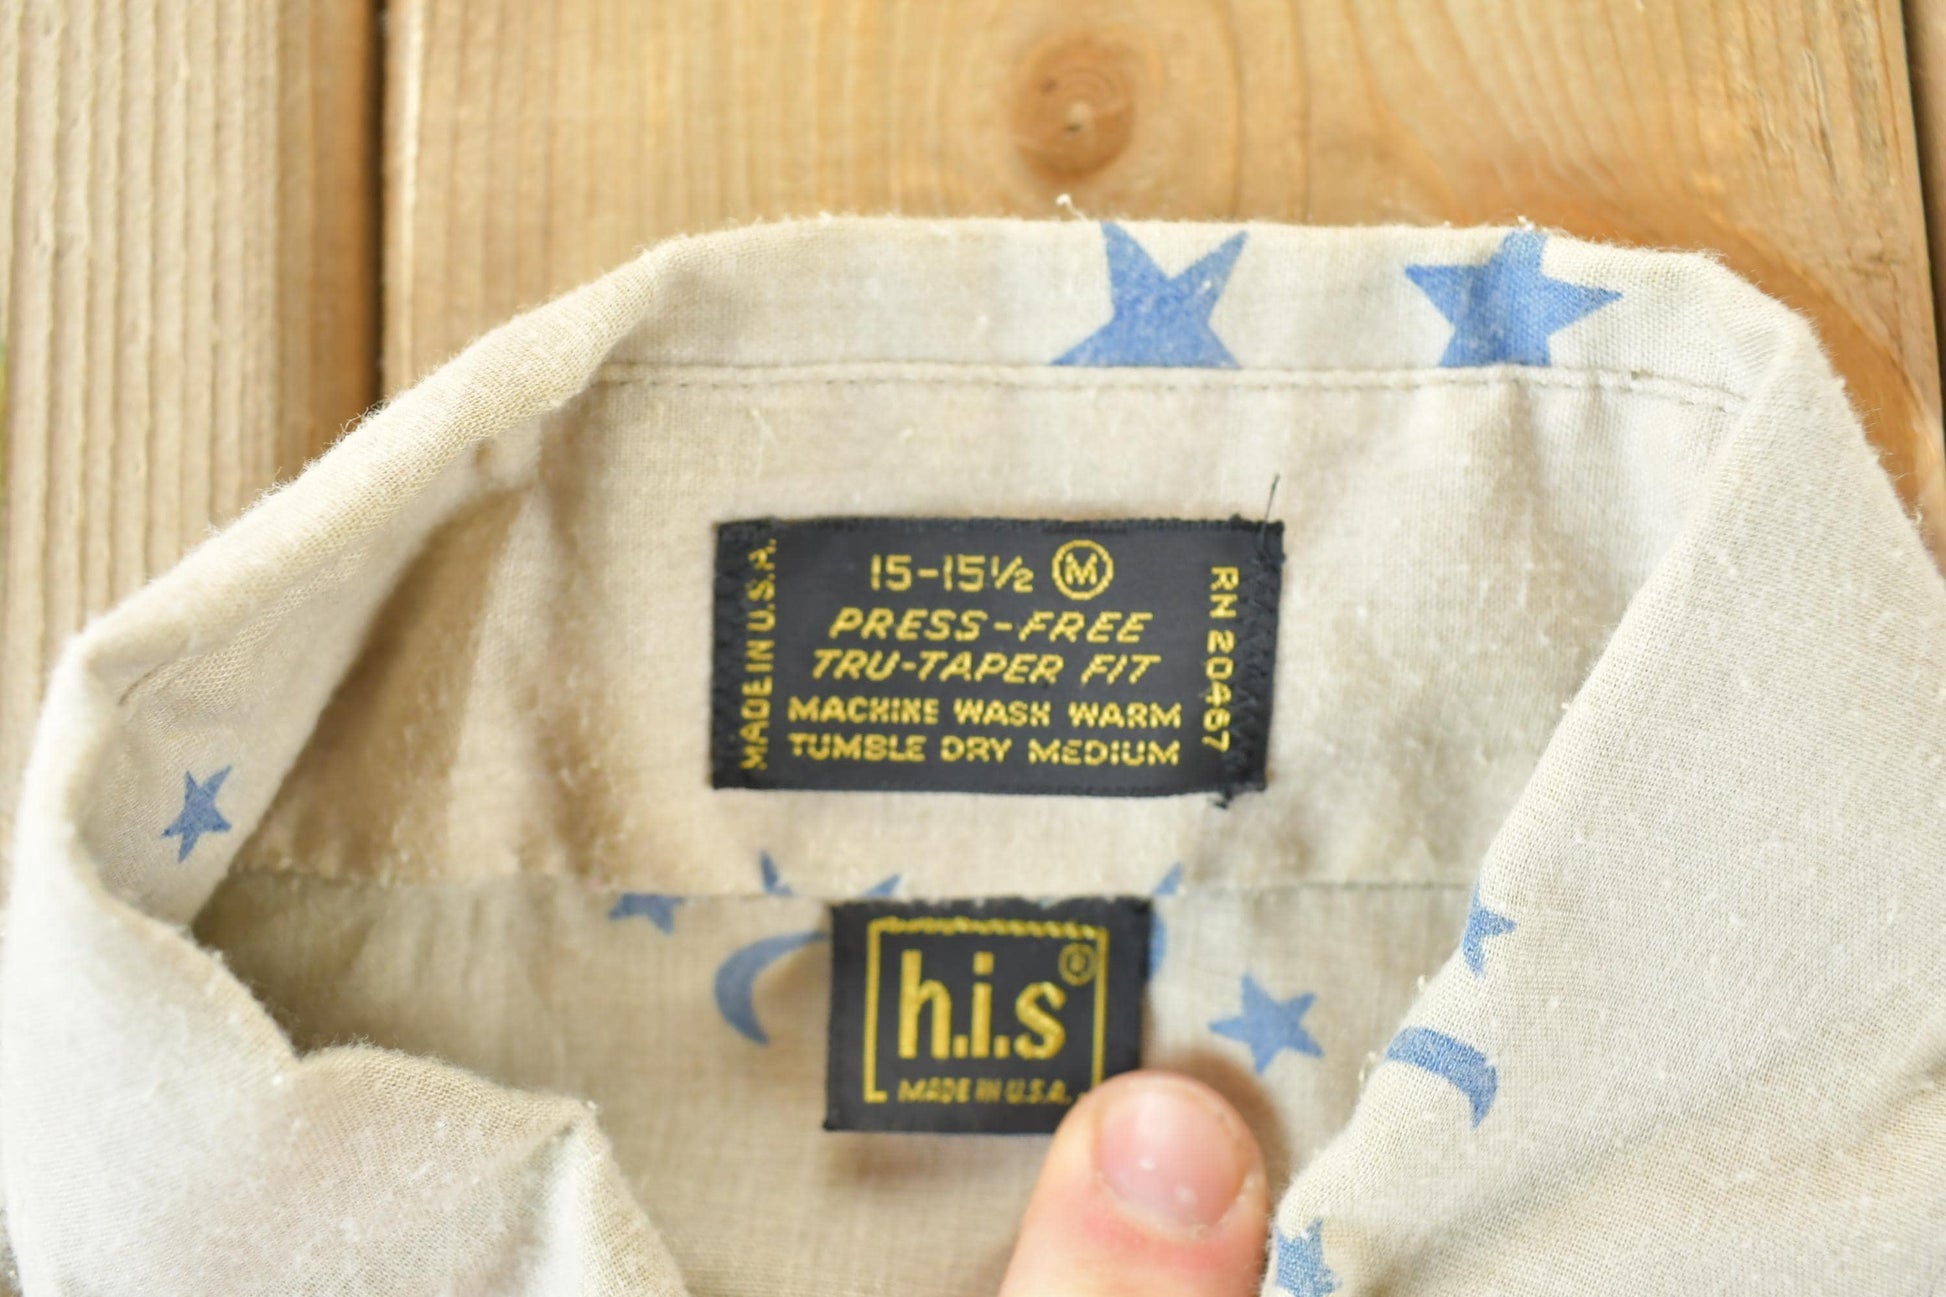 15-15½ Ⓜ
PRESS-FREE
TRU-TAPER FIT
MACHINE WASH WARM
TUMBLE DRY MEDIUM
MADE IN U.S.A.
RN 20467
h.i.s®
MADE IN U.S.A.